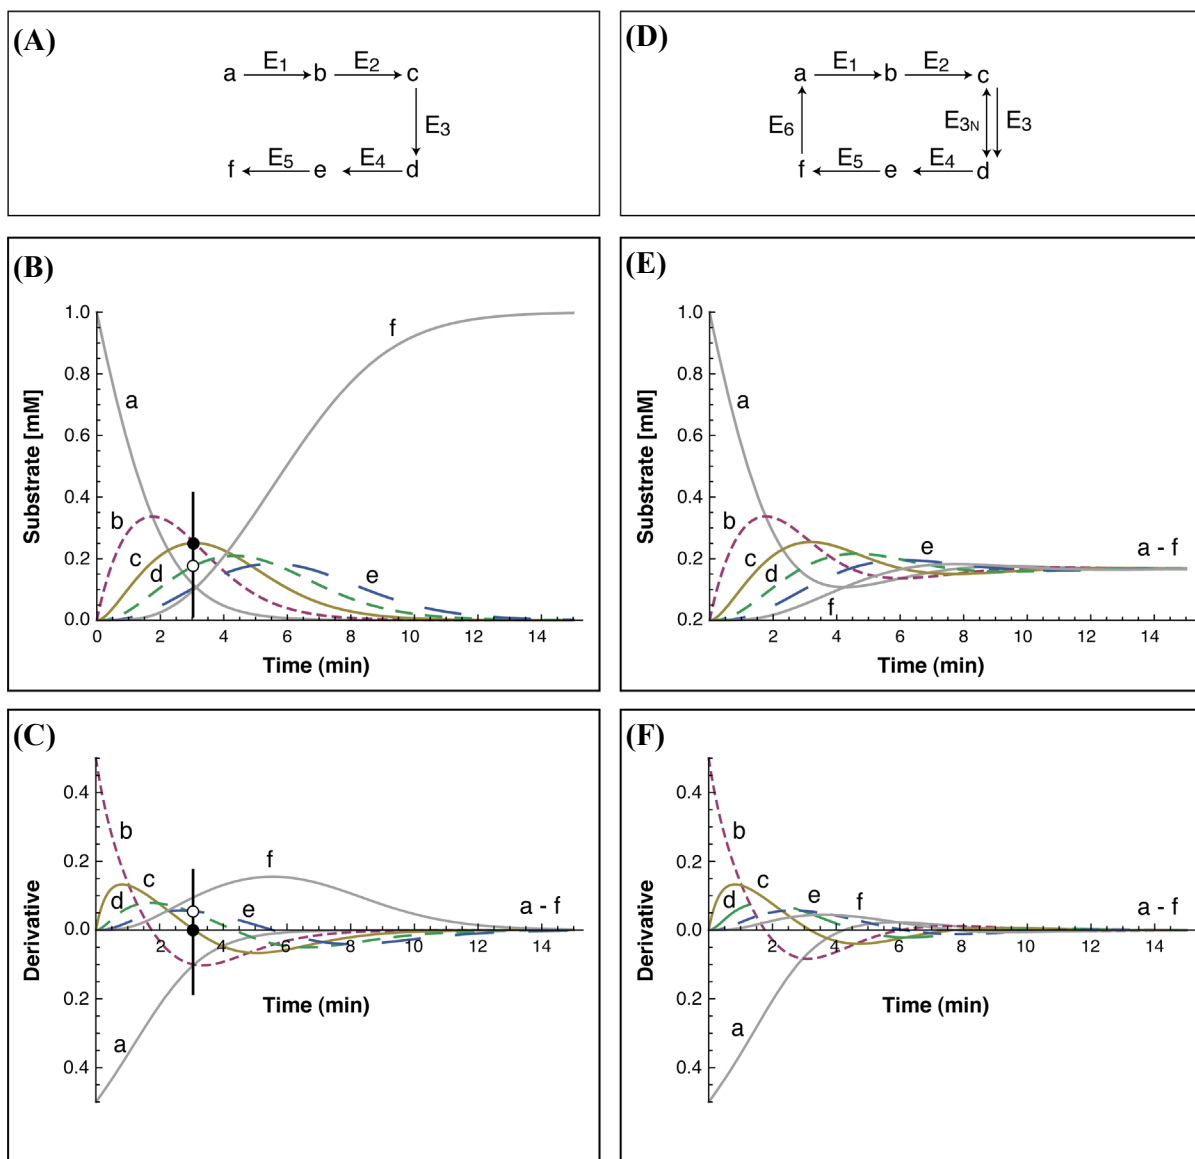 (A)
a E1 b E2 c
E3
f E5 e E4 d
(D)
a E1 b E2 c
E6 E3N E3
f E5 e E4 d
(B)
Substrate [mM]
1.0
0.8
0.6
0.4
0.2
0.0
a
b
c
d
e
f
0 2 4 6 8 10 12 14
Time (min)
(E)
Substrate [mM]
1.0
0.8
0.6
0.4
0.2
0.2
a
b
c
d
e
f
a - f
2 4 6 8 10 12 14
Time (min)
(C)
Derivative
0.4
0.2
0.0
0.2
0.4
b
c
d
e
f
a
a - f
2 4 6 8 10 12 14
Time (min)
(F)
Derivative
0.4
0.2
0.0
0.2
0.4
b
c
d
e
f
a
a - f
2 4 6 8 10 12 14
Time (min)